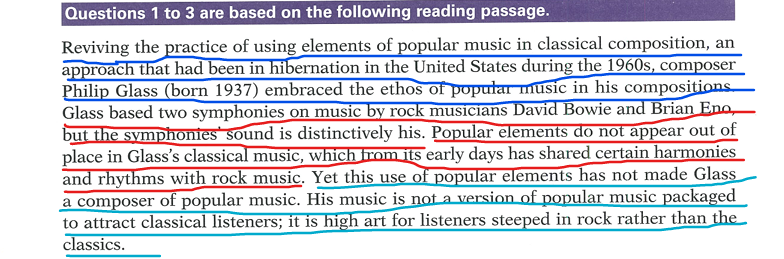 Questions 1 to 3 are based on the following reading passage.
Reviving the practice of using elements of popular music in classical composition, an
approach that had been in hibernation in the United States during the 1960s, composer
Philip Glass (born 1937) embraced the ethos of popular music in his compositions.
Glass based two symphonies on music by rock musicians David Bowie and Brian Eno,
but the symphonies' sound is distinctively his. Popular elements do not appear out of
place in Glass's classical music, which from its early days has shared certain harmonies
and rhythms with rock music. Yet this use of popular elements has not made Glass
a composer of popular music. His music is not a version of popular music packaged
to attract classical listeners; it is high art for listeners steeped in rock rather than the
classics.